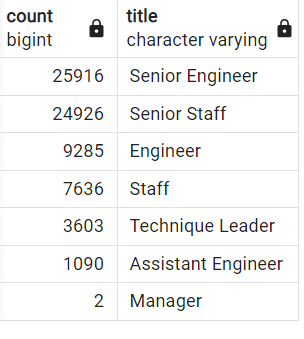 count title
bigint character varying
25916 Senior Engineer
24926 Senior Staff
9285 Engineer
7636 Staff
3603 Technique Leader
1090 Assistant Engineer
2 Manager